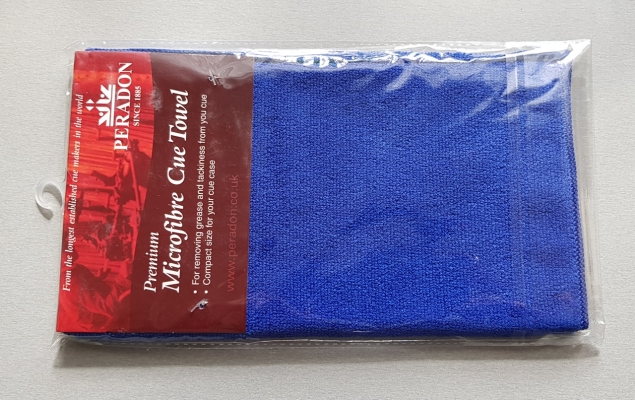 From the longest established cue makers in the world
PERADON
SINCE 1885
Premium
Microfibre Cue Towel
• For removing grease and tackiness from you cue
• Compact size for your cue case
www.peradon.co.uk